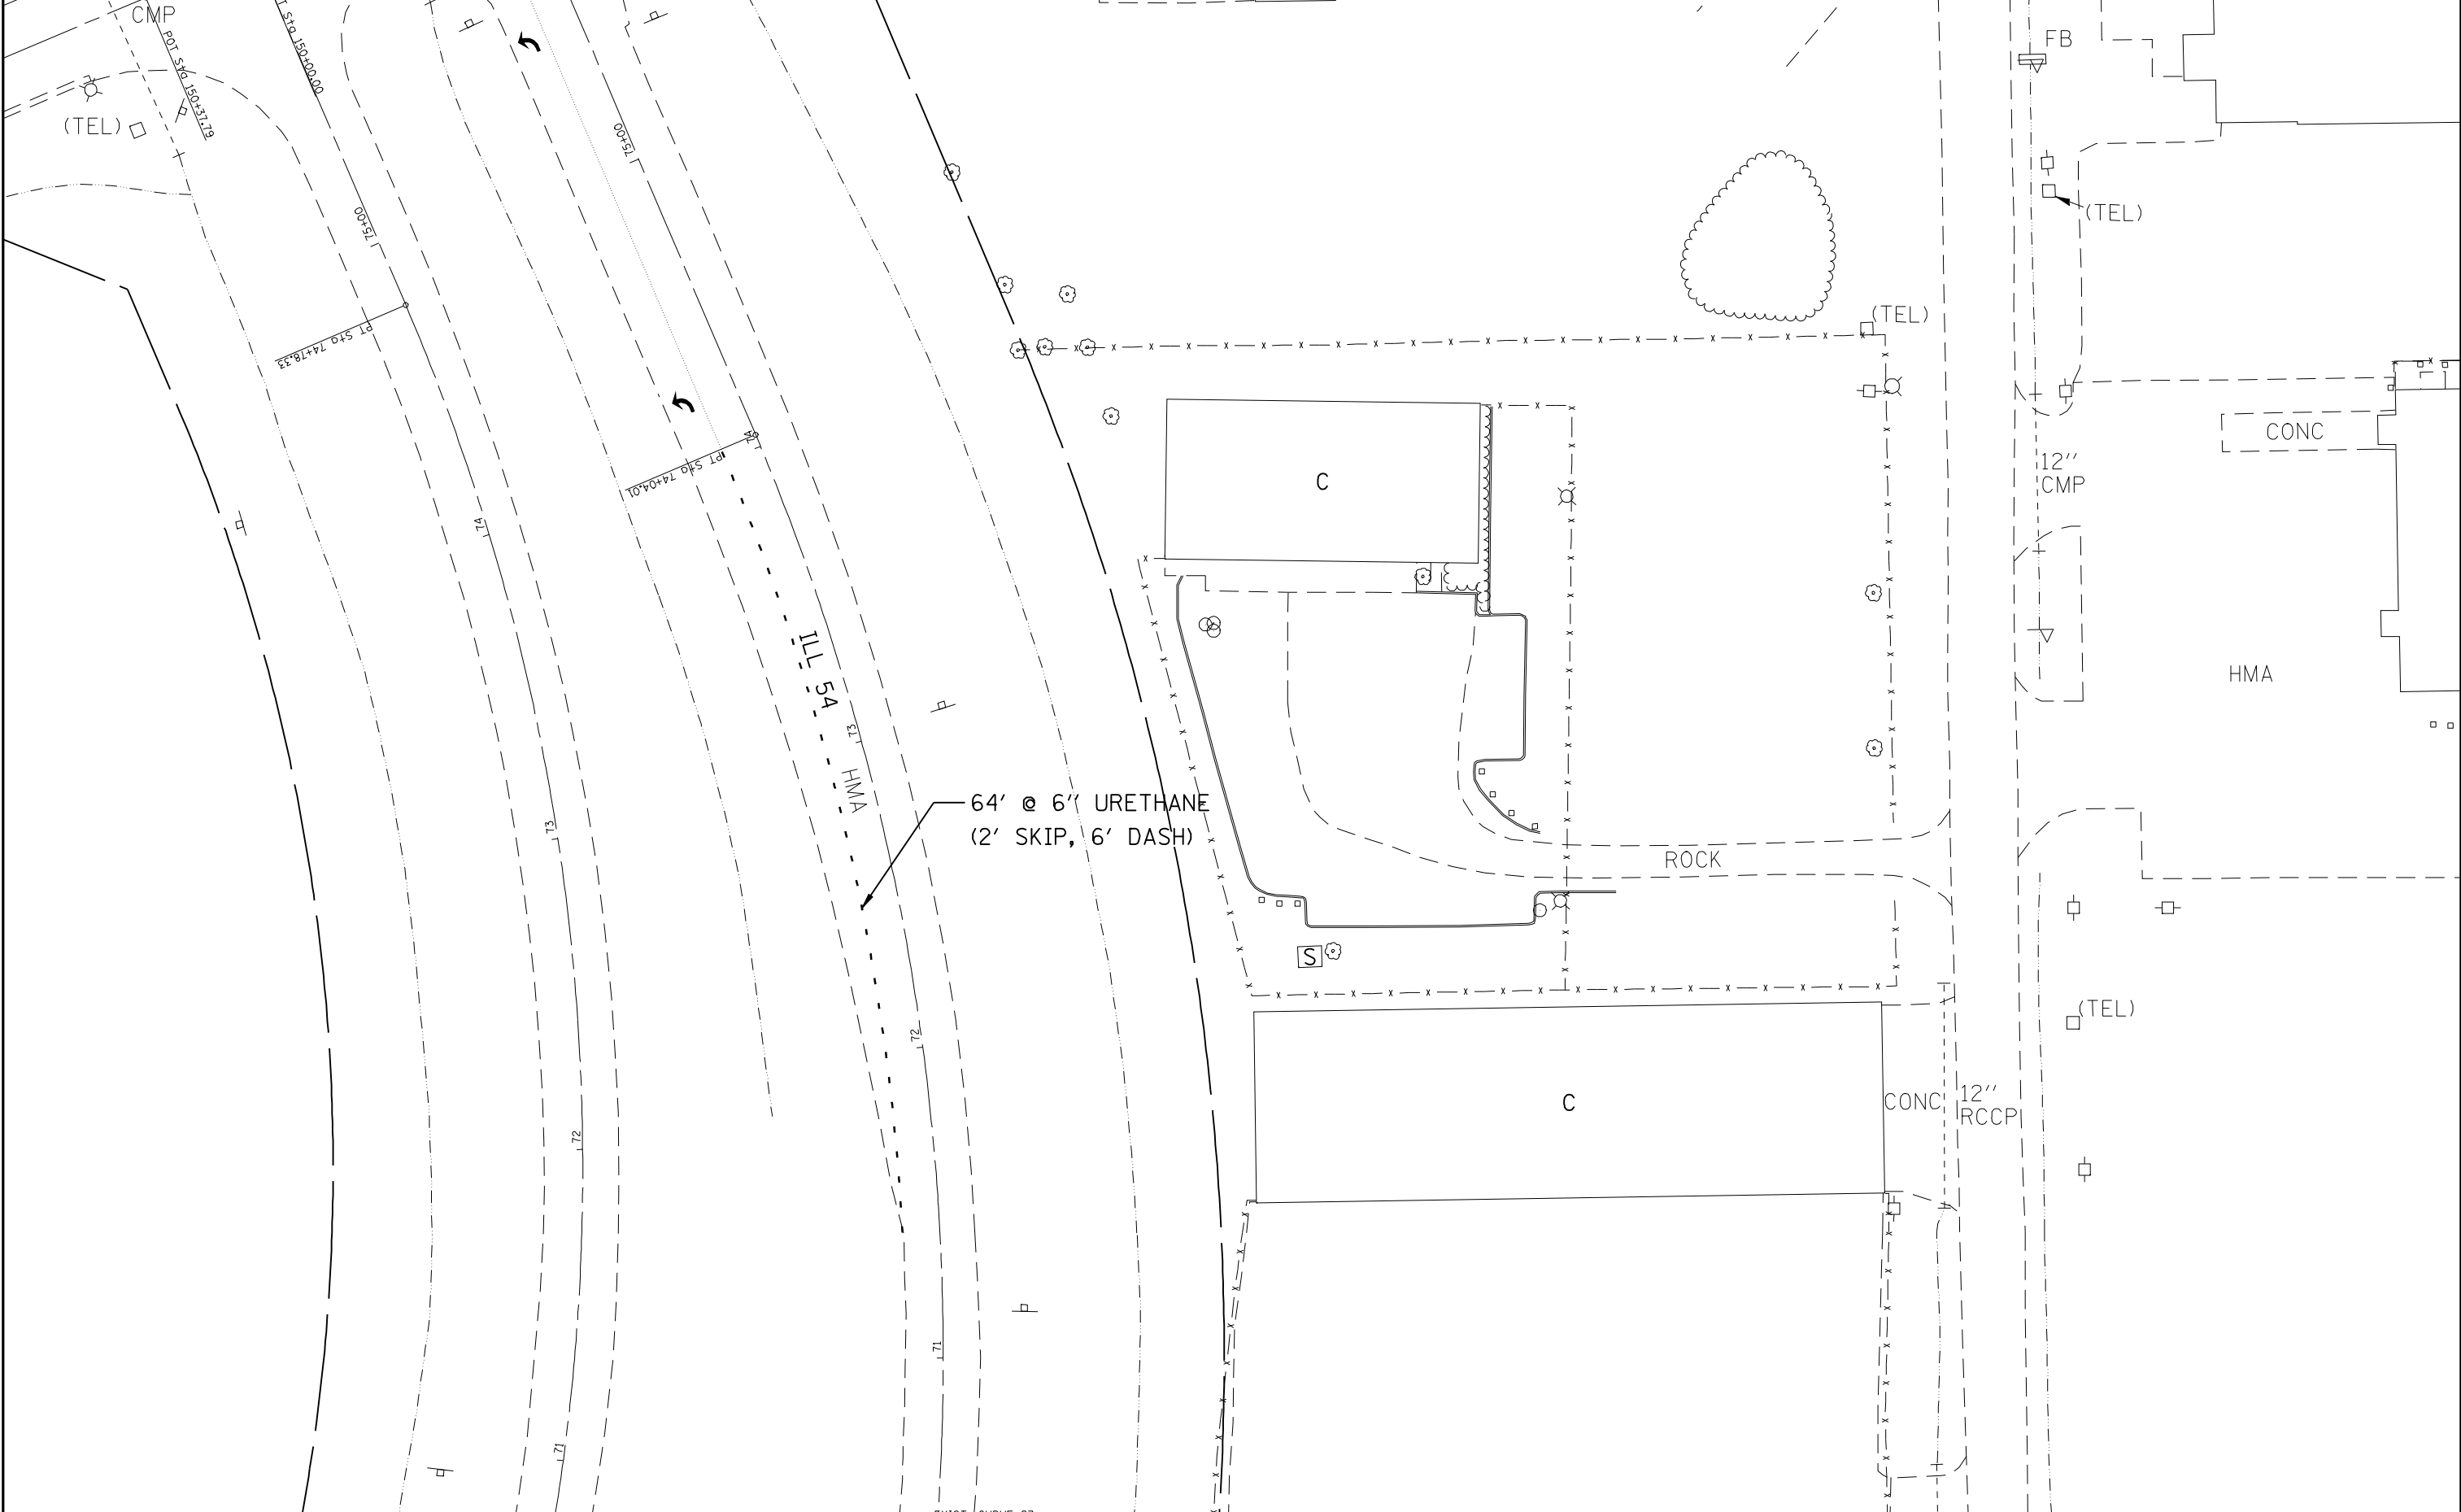 CMP
POT Sta 150+37.79
Sta 150+00.00
FB
(TEL)
75+00
(TEL)
75+00
(TEL)
PT Sta 74+78.33
CONC
74
PT Sta 74+04.01
12''
CMP
C
74
ILL 54
HMA
73
HMA
64' @ 6'' URETHANE
(2' SKIP, 6' DASH)
73
ROCK
S
72
(TEL)
C
CONC
12''
RCCP
72
71
71